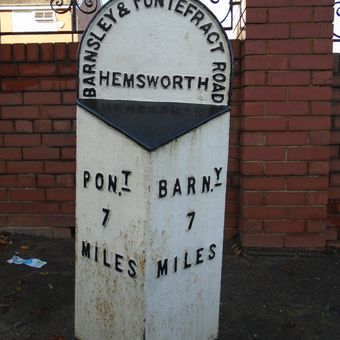 BARNSLEY & PONTEFRACT ROAD
HEMSWORTH
PON.T
7
MILES
BARN.Y
7
MILES